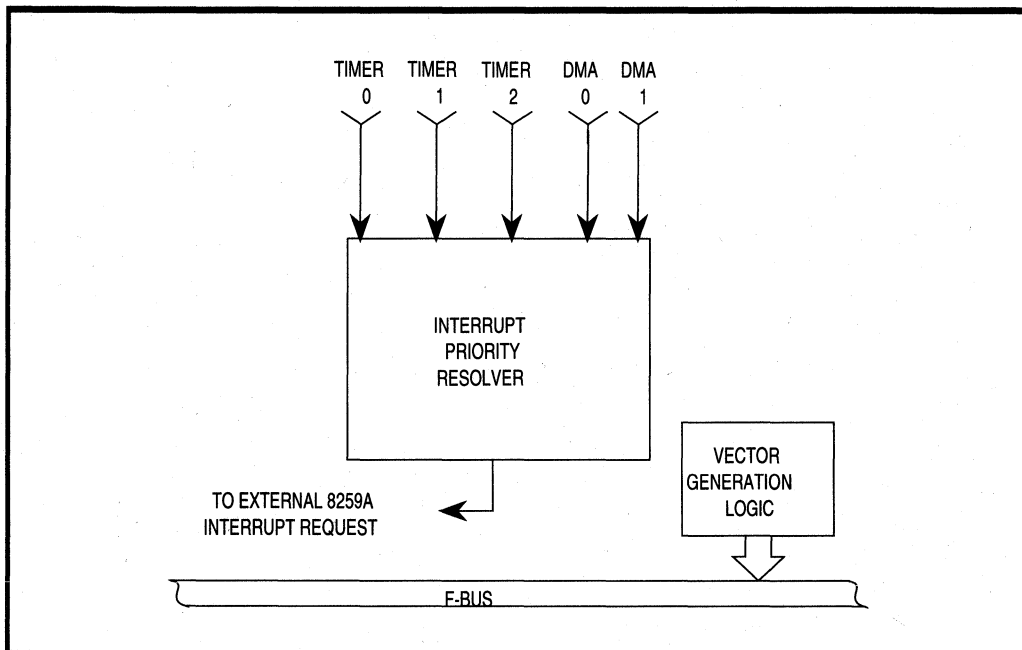 TIMER 0
TIMER 1
TIMER 2
DMA 0
DMA 1
INTERRUPT
PRIORITY
RESOLVER
VECTOR
GENERATION
LOGIC
TO EXTERNAL 8259A
INTERRUPT REQUEST
F-BUS